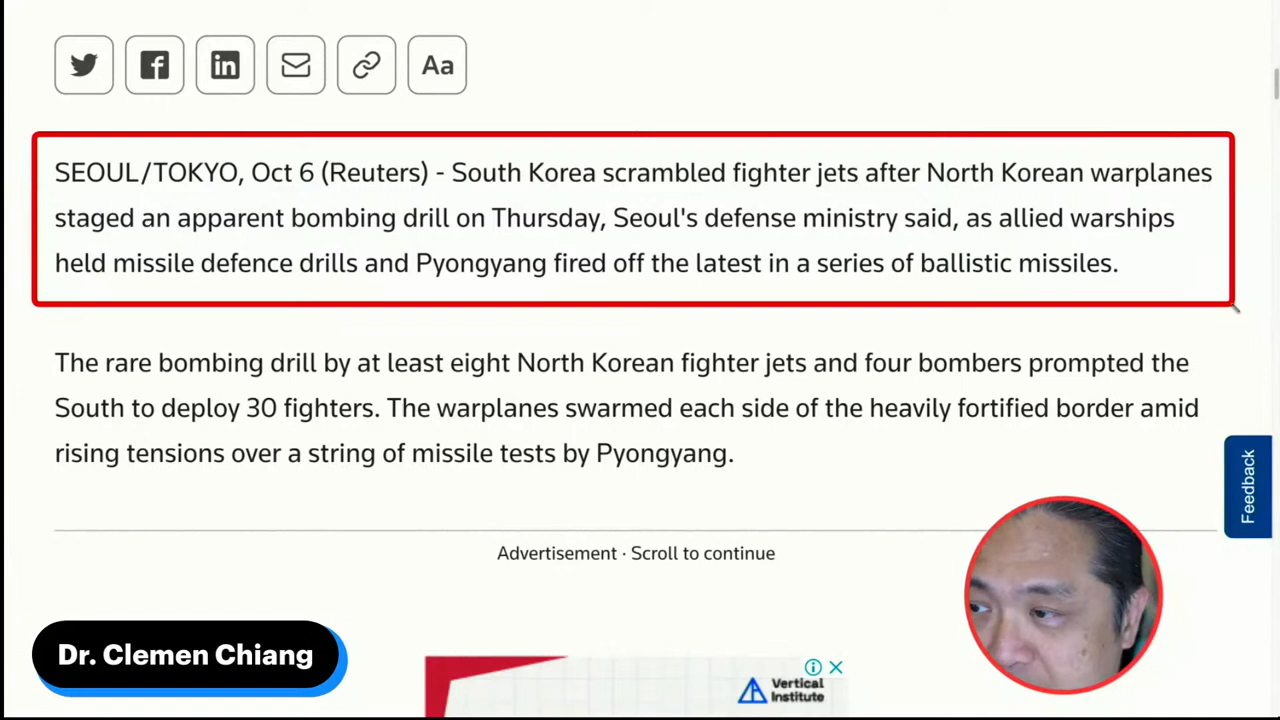 Aa
SEOUL/TOKYO, Oct 6 (Reuters) - South Korea scrambled fighter jets after North Korean warplanes
staged an apparent bombing drill on Thursday, Seoul's defense ministry said, as allied warships
held missile defence drills and Pyongyang fired off the latest in a series of ballistic missiles.
The rare bombing drill by at least eight North Korean fighter jets and four bombers prompted the
South to deploy 30 fighters. The warplanes swarmed each side of the heavily fortified border amid
rising tensions over a string of missile tests by Pyongyang.
Feedback
Advertisement · Scroll to continue
Dr. Clemen Chiang
Vertical
Institute